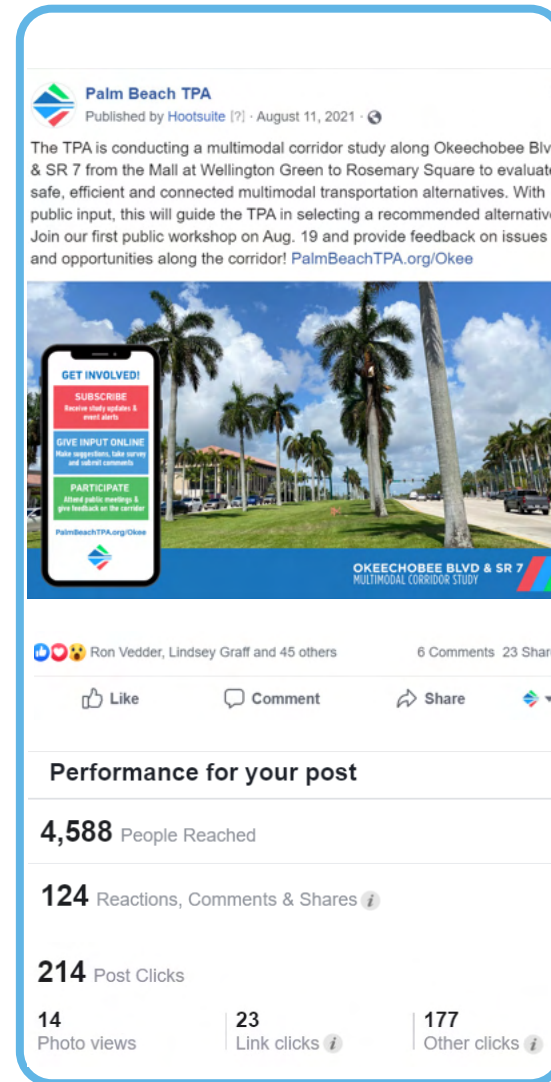 Palm Beach TPA
Published by Hootsuite [?] · August 11, 2021 ·
The TPA is conducting a multimodal corridor study along Okeechobee Blv
& SR 7 from the Mall at Wellington Green to Rosemary Square to evaluate
safe, efficient and connected multimodal transportation alternatives. With
public input, this will guide the TPA in selecting a recommended alternative
Join our first public workshop on Aug. 19 and provide feedback on issues
and opportunities along the corridor! PalmBeachTPA.org/Okee
GET INVOLVED!
SUBSCRIBE
Receive study updates &
event alerts
GIVE INPUT ONLINE
Make suggestions, take survey
and submit comments
PARTICIPATE
Attend public meetings &
give feedback on the corridor
PalmBeachTPA.org/Okee
OKEECHOBEE BLVD & SR 7
MULTIMODAL CORRIDOR STUDY
Ron Vedder, Lindsey Graff and 45 others 6 Comments 23 Share
Like Comment Share
Performance for your post
4,588 People Reached
124 Reactions, Comments & Shares i
214 Post Clicks
14 23 177
Photo views Link clicks i Other clicks i